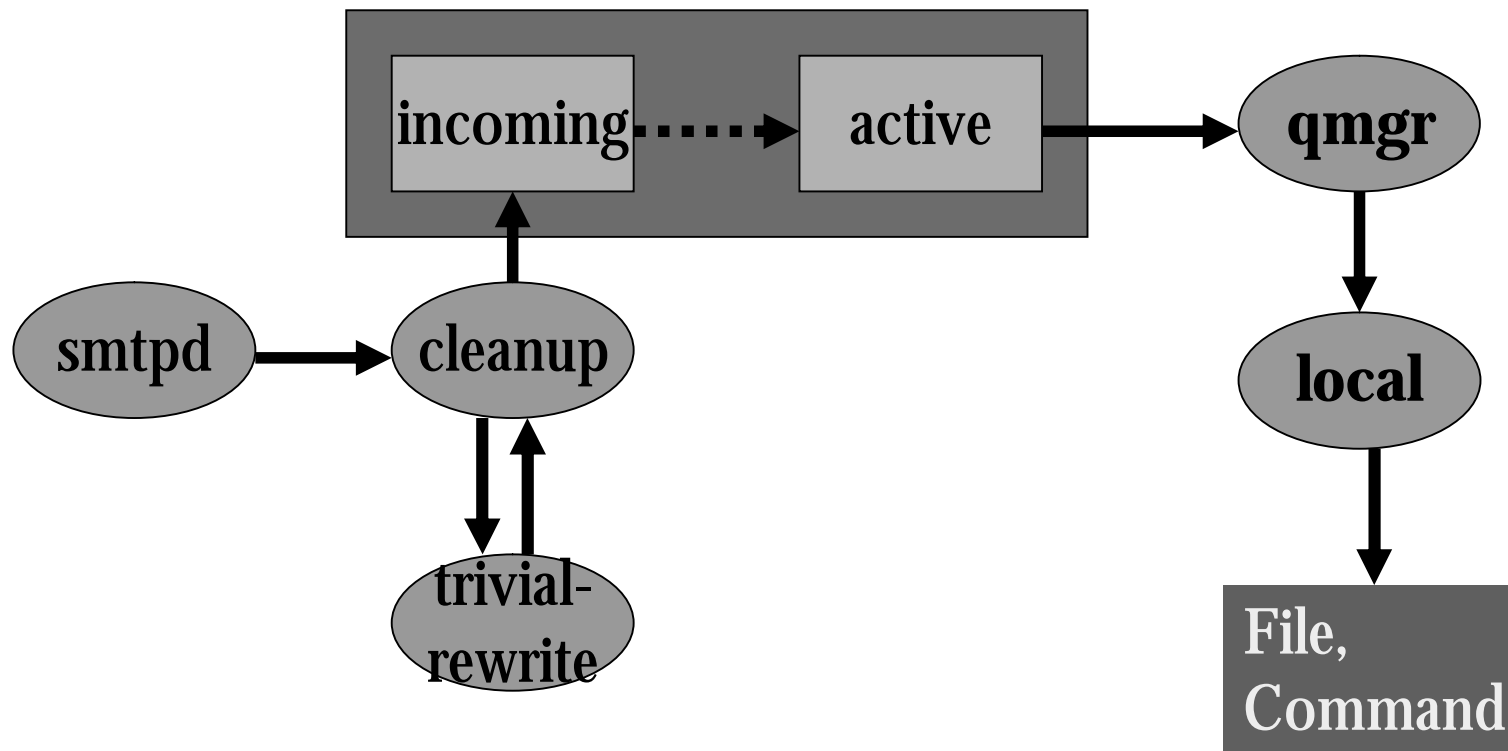 incoming
active
qmgr
smtpd
cleanup
local
trivial-
rewrite
File,
Command